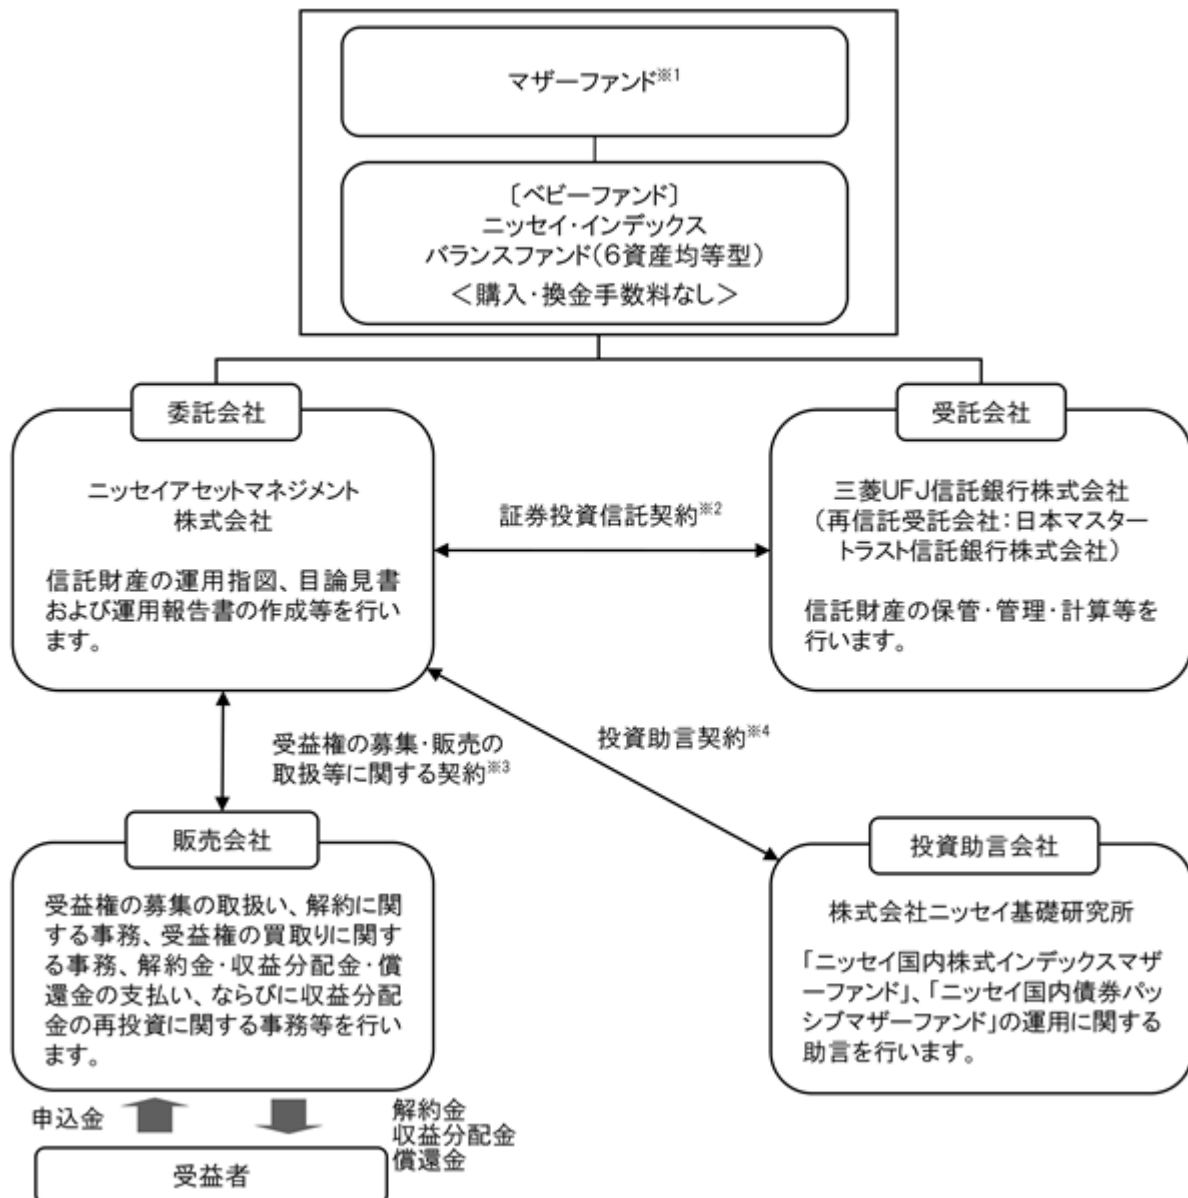 マザーファンド※1
〔ベビーファンド〕
ニッセイ・インデックス
バランスファンド(６資産均等型)
＜購入・換金手数料なし＞
委託会社
ニッセイアセットマネジメント
株式会社
信託財産の運用指図、目論見書
および運用報告書の作成等を行い
ます。
証券投資信託契約※2
受託会社
三菱ＵＦＪ信託銀行株式会社
(再信託受託会社：日本マスター
トラスト信託銀行株式会社)
信託財産の保管・管理・計算等を
行います。
受益権の募集・販売の
取扱等に関する契約※3
投資助言契約※4
販売会社
受益権の募集の取扱い、解約に関
する事務、受益権の買取りに関す
る事務、解約金・収益分配金・償
還金の支払い、ならびに収益分配
金の再投資に関する事務等を行い
ます。
投資助言会社
株式会社ニッセイ基礎研究所
「ニッセイ国内株式インデックスマザ
ーファンド」、「ニッセイ国内債券パッ
シブマザーファンド」の運用に関する
助言を行います。
申込金
解約金
収益分配金
償還金
受益者